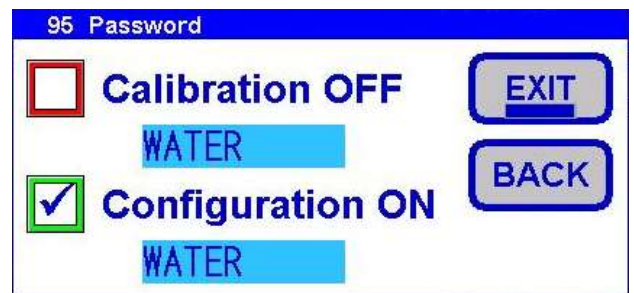 95 Password
Calibration OFF
WATER
Configuration ON
WATER
EXIT
BACK